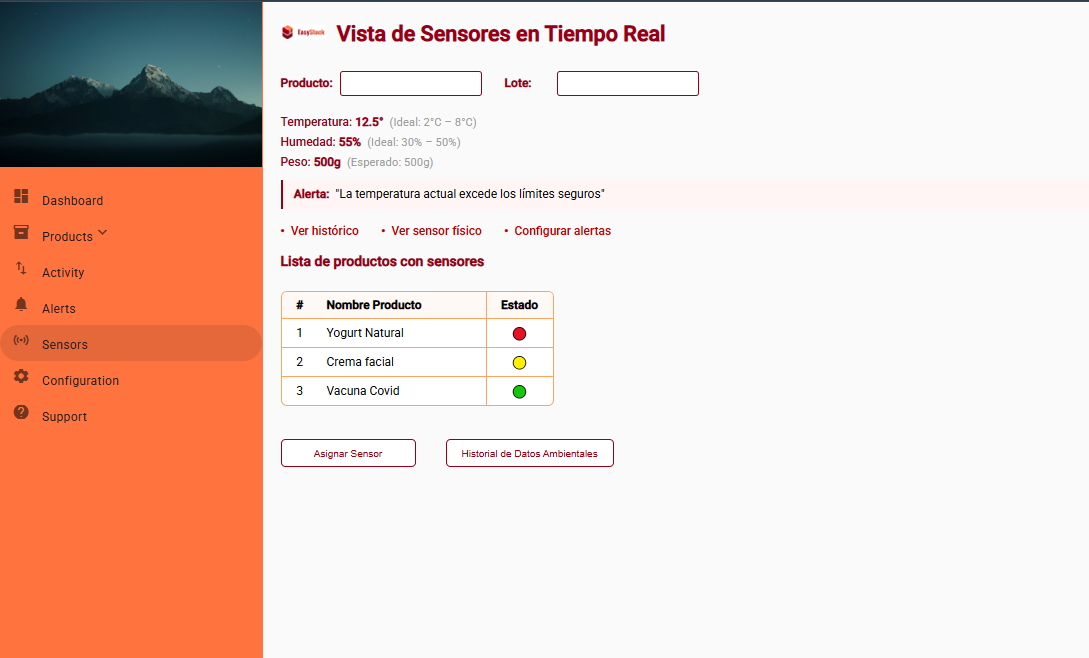 EasyStock Vista de Sensores en Tiempo Real
Producto: Lote:
Temperatura: 12.5° (Ideal: 2°C – 8°C)
Humedad: 55% (Ideal: 30% – 50%)
Peso: 500g (Esperado: 500g)
Alerta: "La temperatura actual excede los límites seguros"
• Ver histórico • Ver sensor físico • Configurar alertas
Lista de productos con sensores
# Nombre Producto Estado
1 Yogurt Natural
2 Crema facial
3 Vacuna Covid
Asignar Sensor Historial de Datos Ambientales
Dashboard
Products
Activity
Alerts
Sensors
Configuration
Support